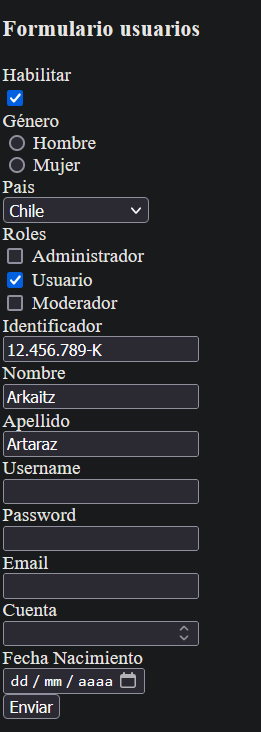 Formulario usuarios
Habilitar
Género
Hombre
Mujer
Pais
Chile
Roles
Administrador
Usuario
Moderador
Identificador
12.456.789-K
Nombre
Arkaitz
Apellido
Artaraz
Username
Password
Email
Cuenta
Fecha Nacimiento
dd/mm/aaaa
Enviar